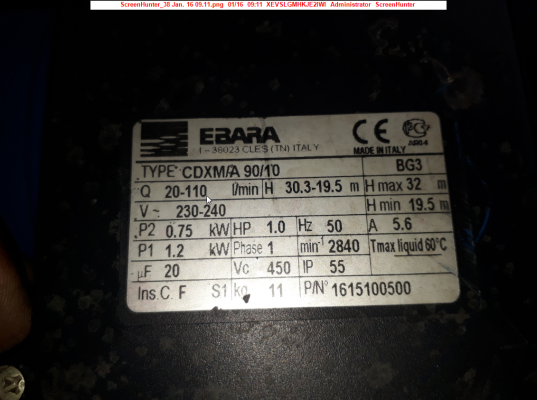 ScreenHunter_38 Jan. 16 09.11.png 01/16 09:11 XEVSLGMHKJE2IWI Administrator ScreenHunter
EBARA
I - 38023 CLES (TN) ITALY
CE
MADE IN ITALY
TYPE CDXM/A 90/10 BG3
Q 20-110 l/min H 30.3-19.5 m H max 32 m
V ~ 230-240 H min 19.5 m
P2 0.75 kW HP 1.0 Hz 50 A 5.6
P1 1.2 kW Phase 1 min⁻¹ 2840 Tmax liquid 60°C
µF 20 Vc 450 IP 55
Ins.C. F S1 kg 11 P/N° 1615100500